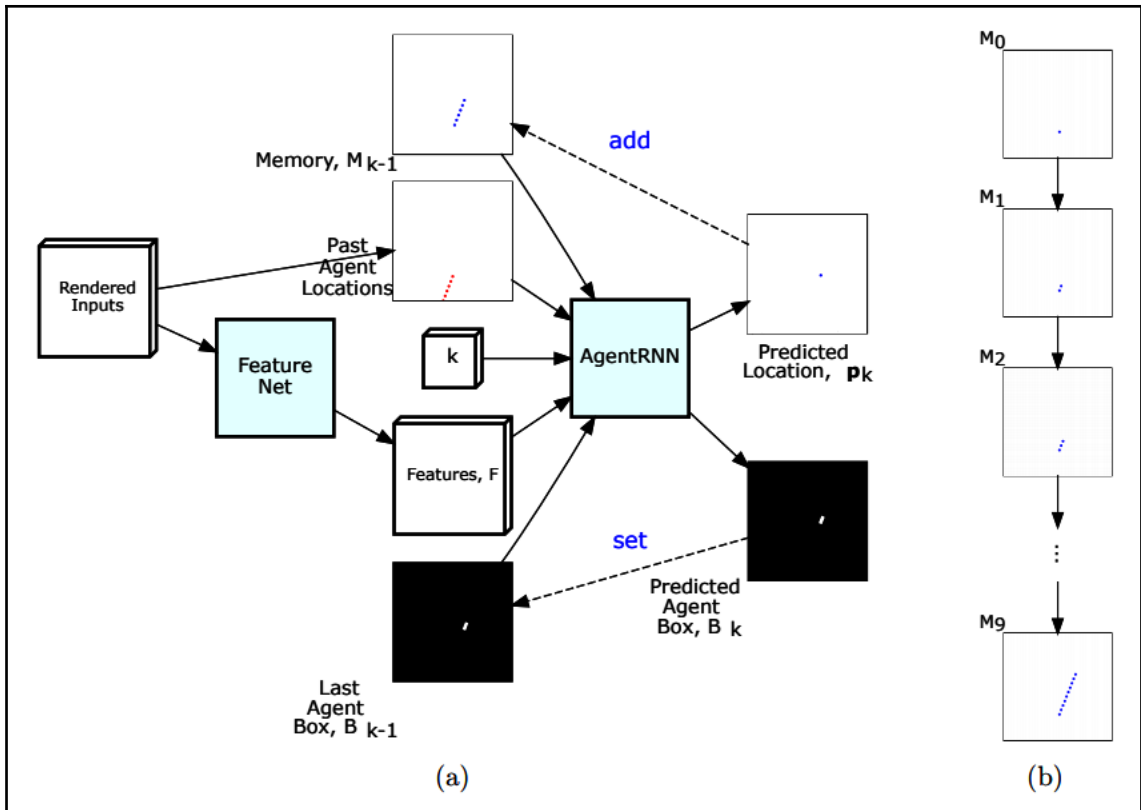 Memory, M k-1
add
Past
Agent
Locations
Rendered
Inputs
Feature
Net
k
AgentRNN
Predicted
Location, pk
Features, F
set
Predicted
Agent
Box, B k
Last
Agent
Box, B k-1
(a)
M0
M1
M2
...
M9
(b)